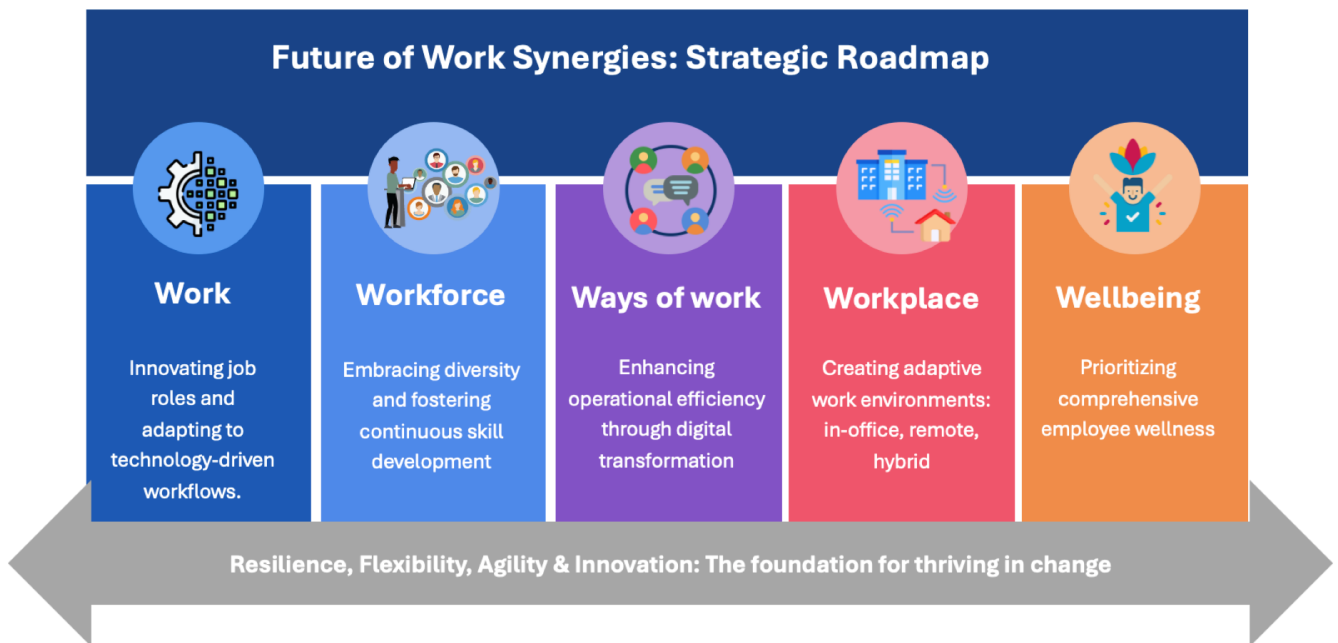 Future of Work Synergies: Strategic Roadmap
Work
Innovating job
roles and
adapting to
technology-driven
workflows.
Workforce
Embracing diversity
and fostering
continuous skill
development
Ways of work
Enhancing
operational efficiency
through digital
transformation
Workplace
Creating adaptive
work environments:
in-office, remote,
hybrid
Wellbeing
Prioritizing
comprehensive
employee wellness
Resilience, Flexibility, Agility & Innovation: The foundation for thriving in change